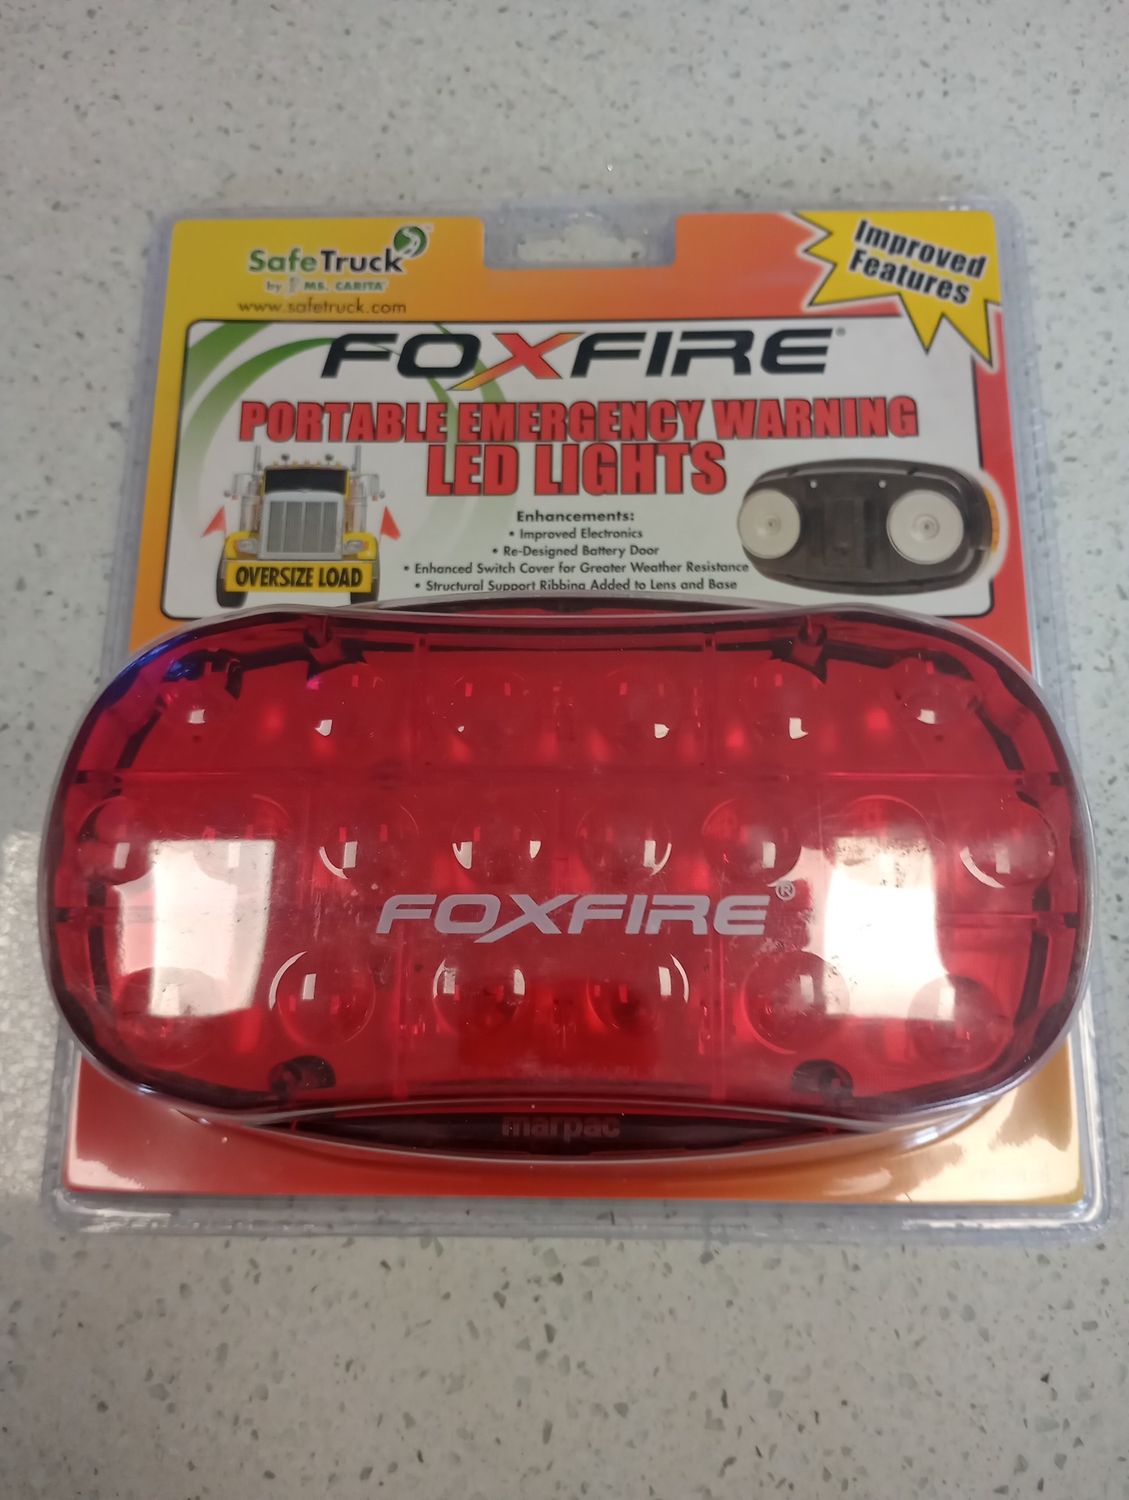 SafeTruck
by MS. CARITA
www.safetruck.com
Improved
Features
FOXFIRE®
PORTABLE EMERGENCY WARNING
LED LIGHTS
OVERSIZE LOAD
Enhancements:
• Improved Electronics
• Re-Designed Battery Door
• Enhanced Switch Cover for Greater Weather Resistance
• Structural Support Ribbing Added to Lens and Base
FOXFIRE®
marpac